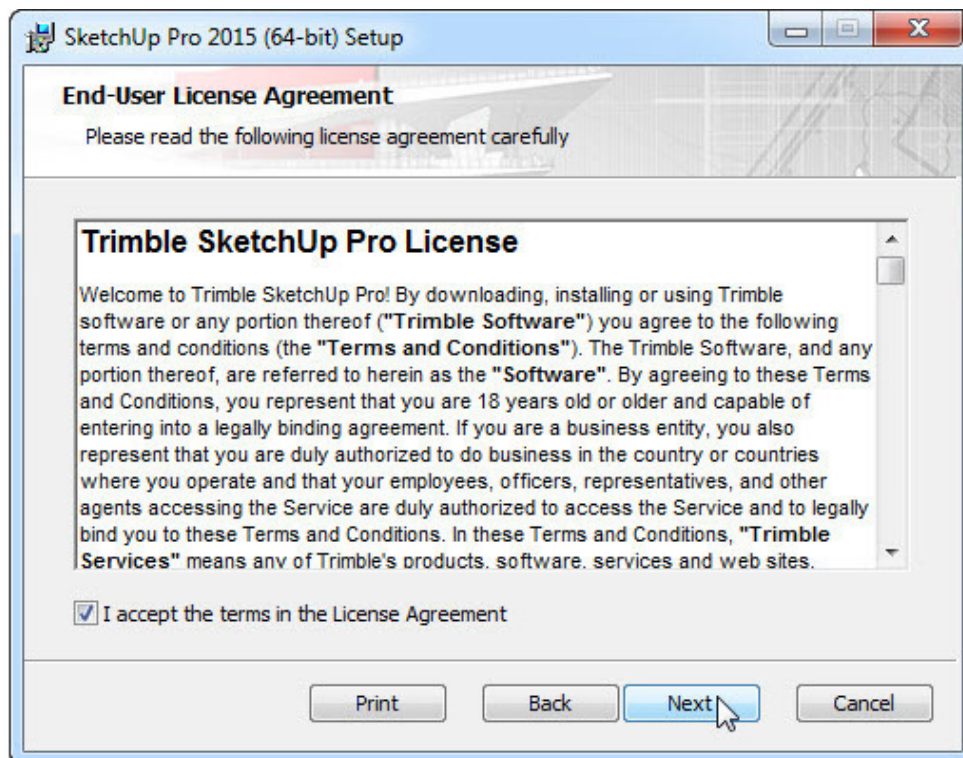 SketchUp Pro 2015 (64-bit) Setup
End-User License Agreement
Please read the following license agreement carefully
Trimble SketchUp Pro License
Welcome to Trimble SketchUp Pro! By downloading, installing or using Trimble
software or any portion thereof ("Trimble Software") you agree to the following
terms and conditions (the "Terms and Conditions"). The Trimble Software, and any
portion thereof, are referred to herein as the "Software". By agreeing to these Terms
and Conditions, you represent that you are 18 years old or older and capable of
entering into a legally binding agreement. If you are a business entity, you also
represent that you are duly authorized to do business in the country or countries
where you operate and that your employees, officers, representatives, and other
agents accessing the Service are duly authorized to access the Service and to legally
bind you to these Terms and Conditions. In these Terms and Conditions, "Trimble
Services" means any of Trimble's products, software, services and web sites.
I accept the terms in the License Agreement
Print Back Next Cancel